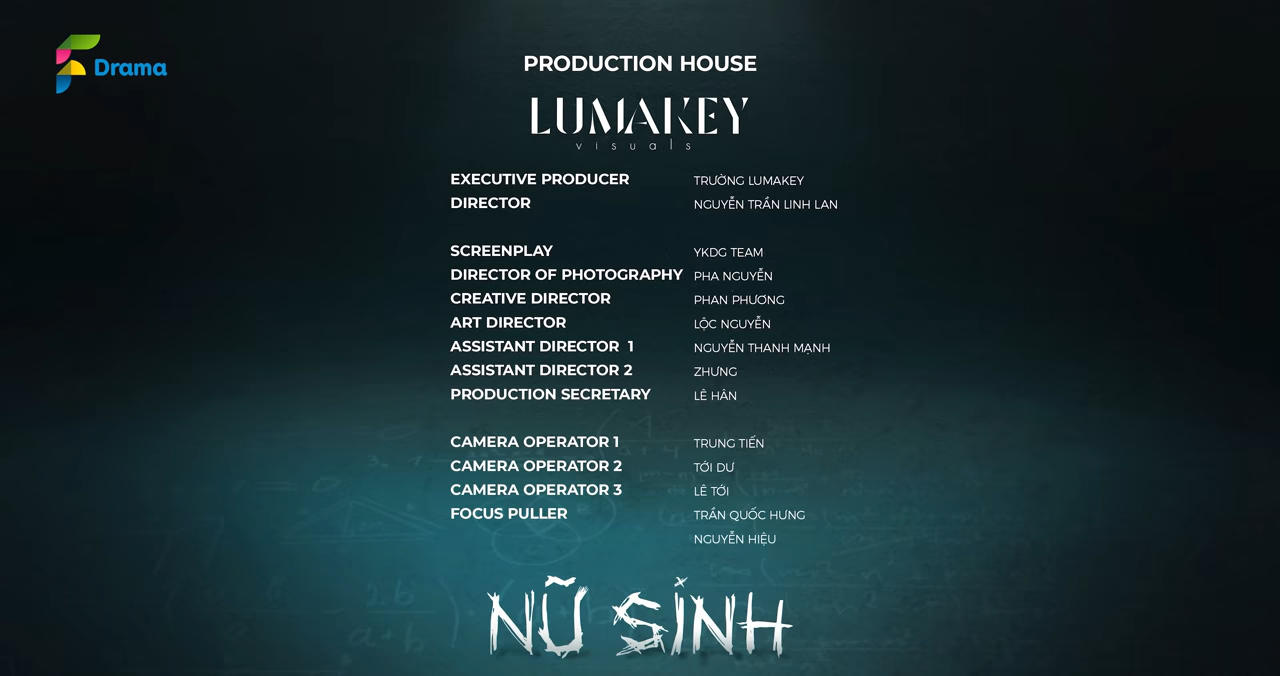 Drama
PRODUCTION HOUSE
LUMAKEY
visuals
EXECUTIVE PRODUCER TRƯỜNG LUMAKEY
DIRECTOR NGUYỄN TRẦN LINH LAN
SCREENPLAY YKDG TEAM
DIRECTOR OF PHOTOGRAPHY PHA NGUYỄN
CREATIVE DIRECTOR PHAN PHƯƠNG
ART DIRECTOR LỘC NGUYỄN
ASSISTANT DIRECTOR 1 NGUYỄN THANH MẠNH
ASSISTANT DIRECTOR 2 ZHƯNG
PRODUCTION SECRETARY LÊ HÂN
CAMERA OPERATOR 1 TRUNG TIẾN
CAMERA OPERATOR 2 TỚI DƯ
CAMERA OPERATOR 3 LÊ TỚI
FOCUS PULLER TRẦN QUỐC HƯNG
NGUYỄN HIỆU
NỮ SINH